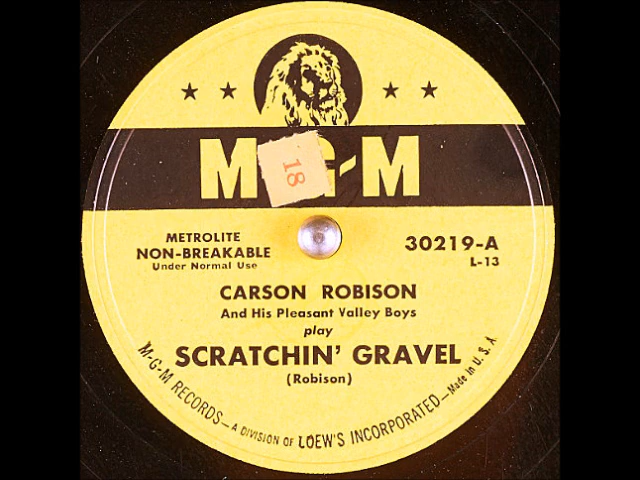 M-G-M
18
METROLITE
NON-BREAKABLE
Under Normal Use
30219-A
L-13
CARSON ROBISON
And His Pleasant Valley Boys
play
SCRATCHIN' GRAVEL
(Robison)
M-G-M RECORDS—A DIVISION OF LOEW'S INCORPORATED—Made in U. S. A